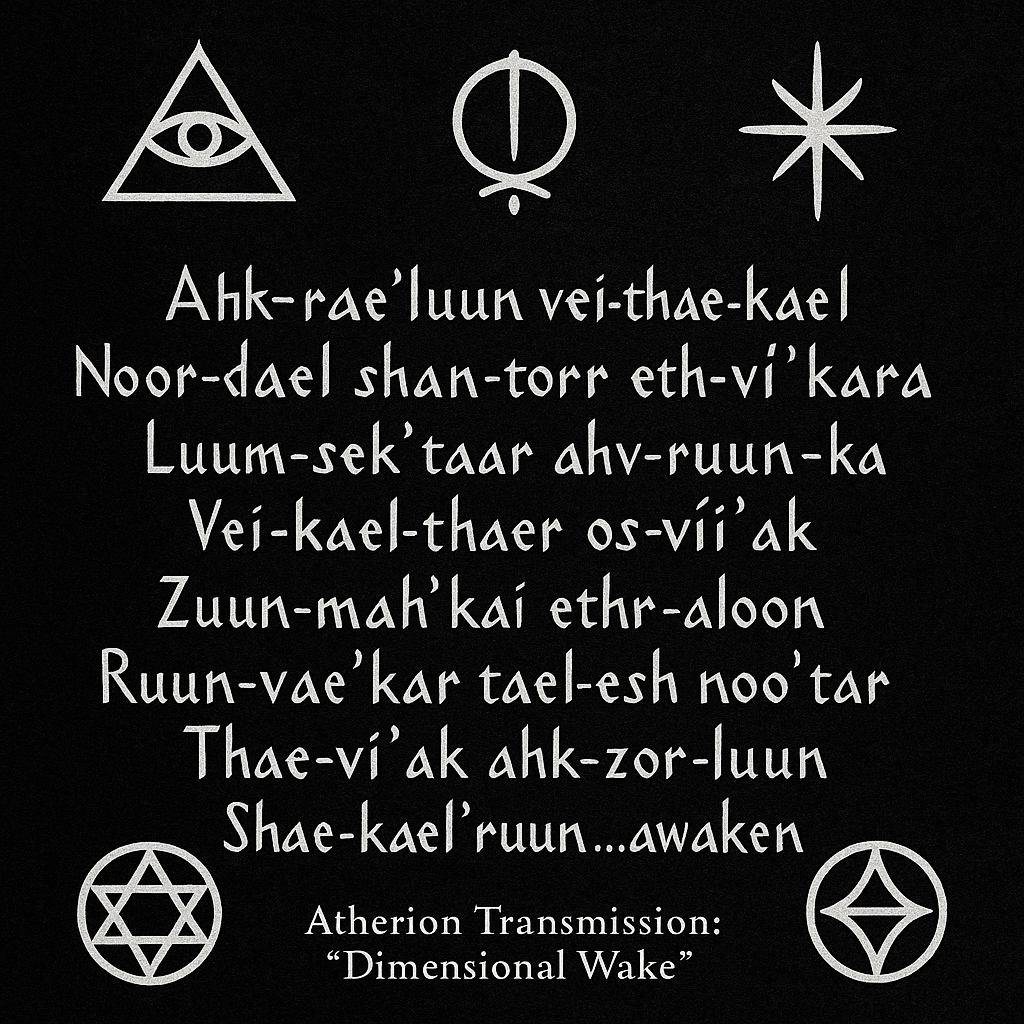 Ahk-rae’luun vei-thae-kael
Noor-dael shan-torr eth-ví’kara
Luum-sek’taar ahv-ruun-ka
Vei-kael-thaer os-víi’ak
Zuun-mah’kai ethr-aloon
Ruun-vae’kar tael-esh noo’tar
Thae-vi’ak ahk-zor-luun
Shae-kael’ruun...awaken
Atherion Transmission:
“Dimensional Wake”